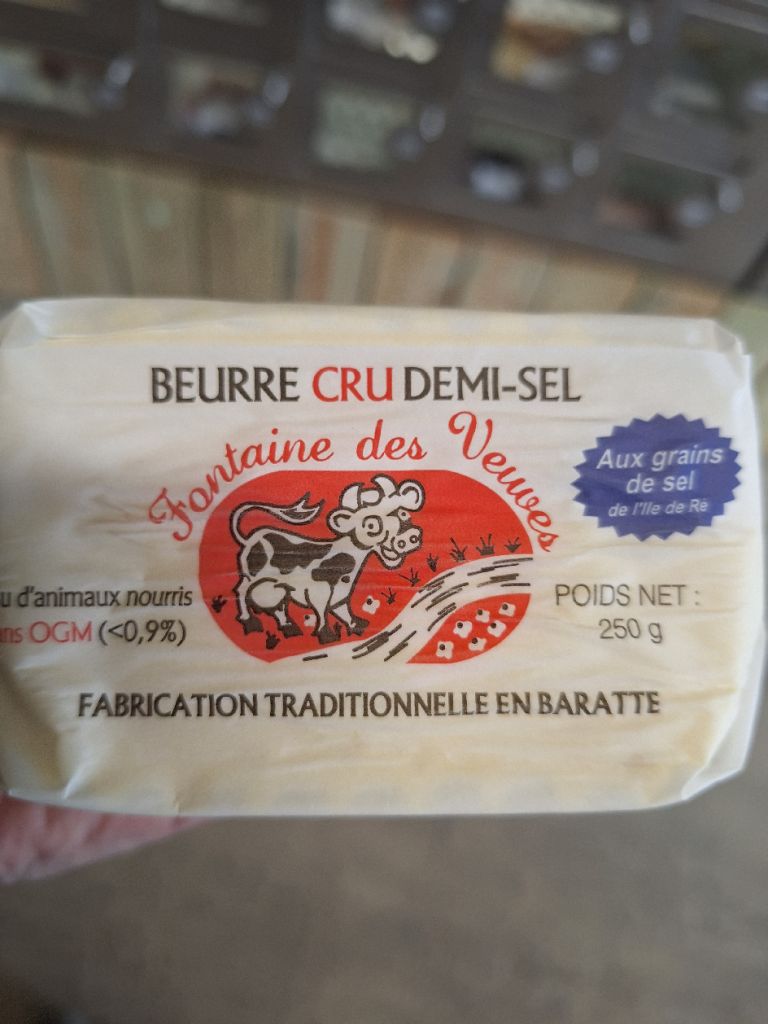 BEURRE CRU DEMI-SEL
Fontaine des Veuves
Aux grains
de sel
de l'Ile de Ré
d'animaux nourris
OGM (<0,9%)
POIDS NET :
250 g
FABRICATION TRADITIONNELLE EN BARATTE